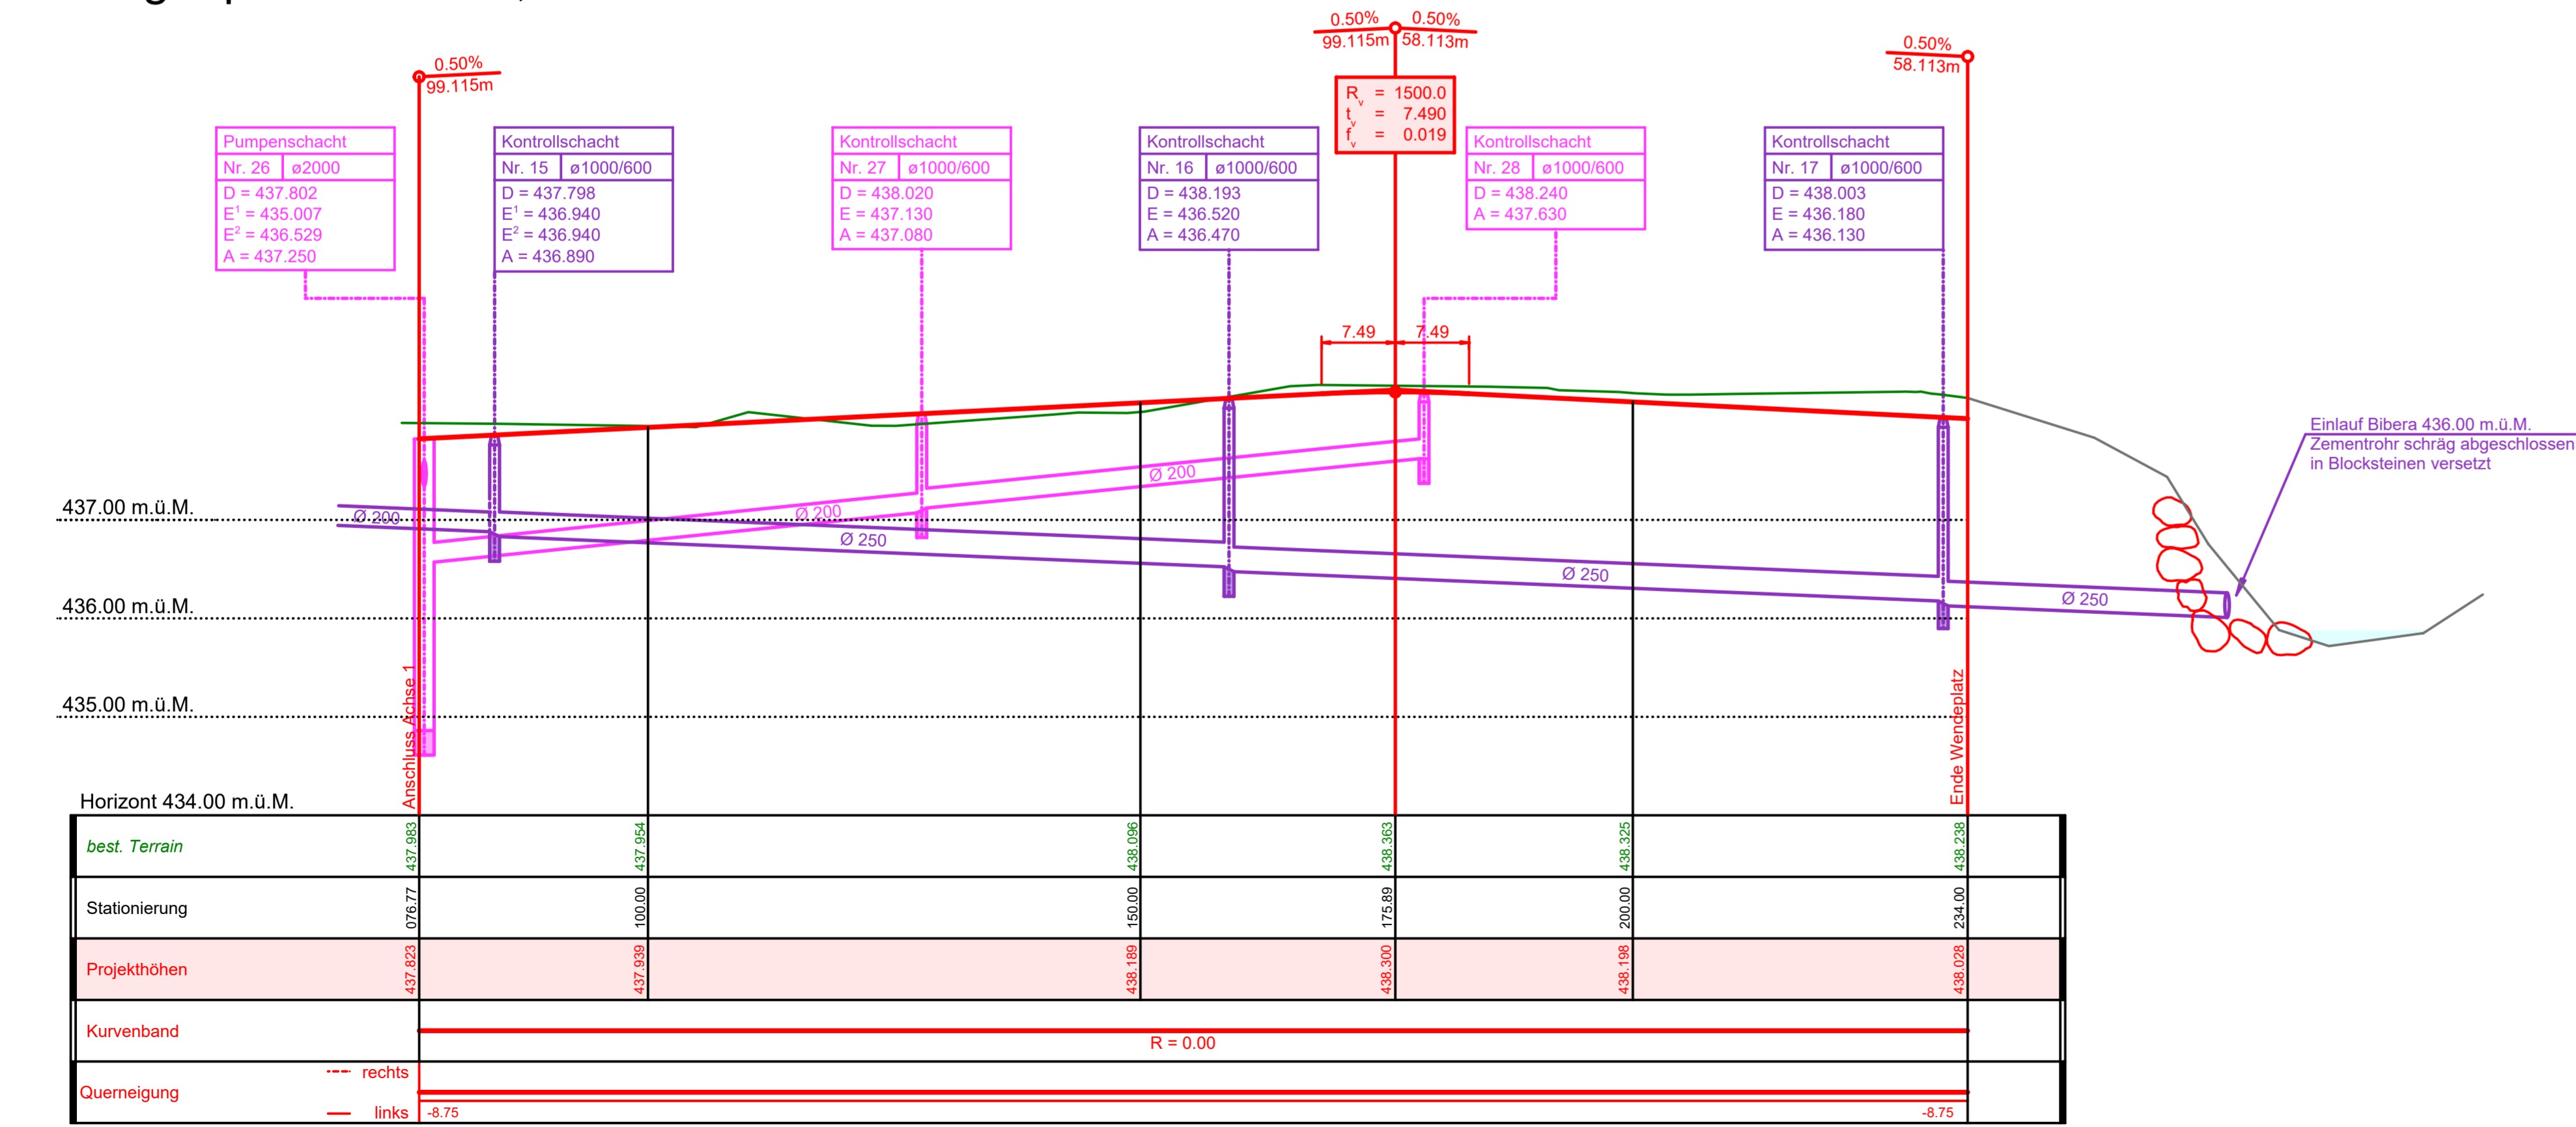 0.50%
99.115m
0.50% 0.50%
99.115m 58.113m
0.50%
58.113m
Rv = 1500.0
tv = 7.490
fv = 0.019
Pumpenschacht
Nr. 26 ø2000
D = 437.802
E¹ = 435.007
E² = 436.529
A = 437.250
Kontrollschacht
Nr. 15 ø1000/600
D = 437.798
E¹ = 436.940
E² = 436.940
A = 436.890
Kontrollschacht
Nr. 27 ø1000/600
D = 438.020
E = 437.130
A = 437.080
Kontrollschacht
Nr. 16 ø1000/600
D = 438.193
E = 436.520
A = 436.470
Kontrollschacht
Nr. 28 ø1000/600
D = 438.240
A = 437.630
Kontrollschacht
Nr. 17 ø1000/600
D = 438.003
E = 436.180
A = 436.130
7.49 7.49
Einlauf Bibera 436.00 m.ü.M.
Zementrohr schräg abgeschlossen
in Blocksteinen versetzt
Ø 200
437.00 m.ü.M.
Ø 200
Ø 200
Ø 250
Ø 250
Ø 250
436.00 m.ü.M.
435.00 m.ü.M.
Anschluss Achse 1
Ende Wendeplatz
Horizont 434.00 m.ü.M.
best. Terrain 437.983 437.954 438.096 438.363 438.325 438.238
Stationierung 076.77 100.00 150.00 175.89 200.00 234.00
Projekthöhen 437.823 437.939 438.189 438.300 438.198 438.028
Kurvenband
R = 0.00
rechts
Querneigung
links -8.75 -8.75